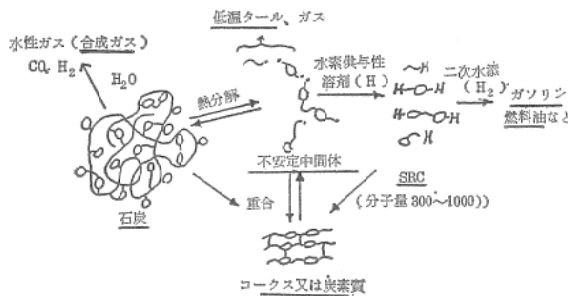 低温タール、ガス
水性ガス(合成ガス)
CO, H2
H2O
熱分解
水素供与性
溶剤(H)
~H
H-O-H
H
二次水添
(H2)
ガソリン
燃料油など
不安定中間体
SRC
(分子量300~1000))
石炭
重合
コークス又は炭素質